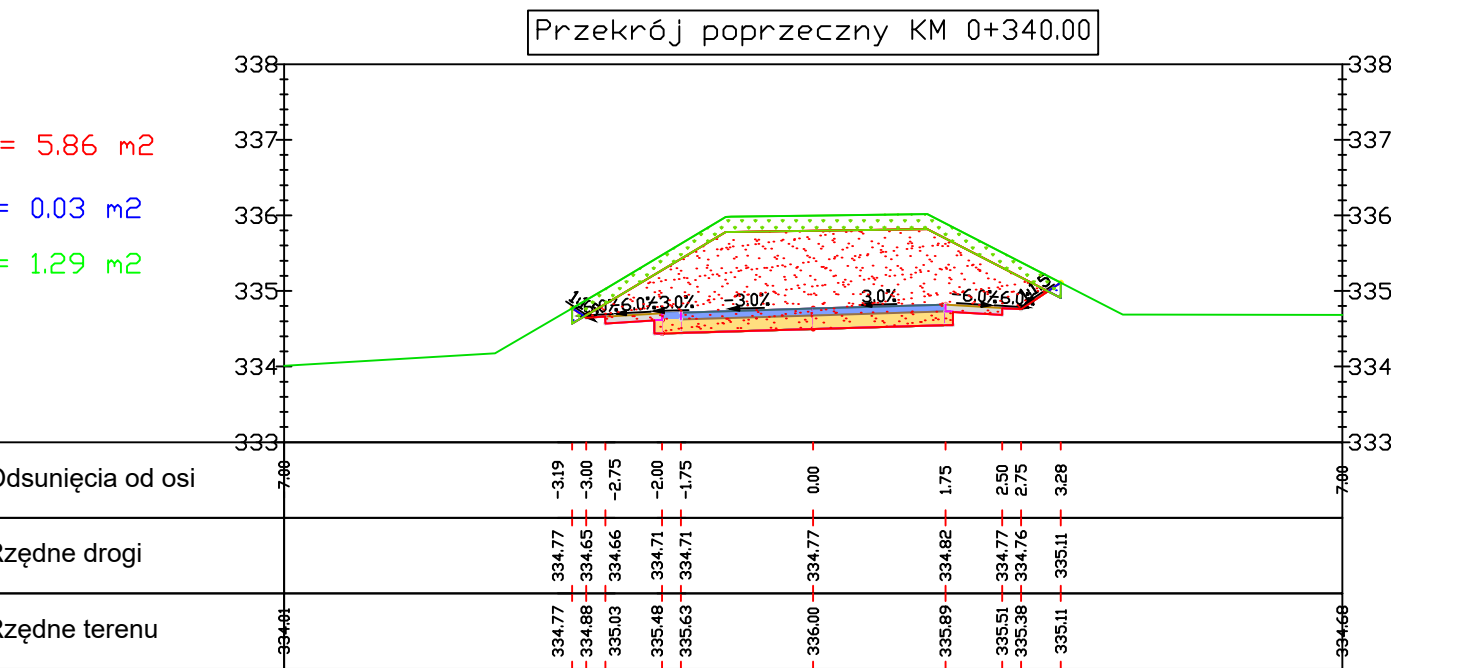 Przekrój poprzeczny KM 0+340.00
338 338
= 5.86 m2
337 337
= 0.03 m2
336 336
= 1.29 m2
335 335
-6.0% -3.0% -3.0% 3.0% -6.0% -6.0%
334 334
333 333
Odsunięcia od osi 7.00 -3.19 -3.00 -2.75 -2.00 -1.75 0.00 1.75 2.50 2.75 3.28 7.00
Rzędne drogi 334.77 334.65 334.66 334.71 334.71 334.77 334.82 334.77 334.76 335.11
Rzędne terenu 334.01 334.77 334.88 335.03 335.48 335.63 336.00 335.89 335.51 335.38 335.11 334.68